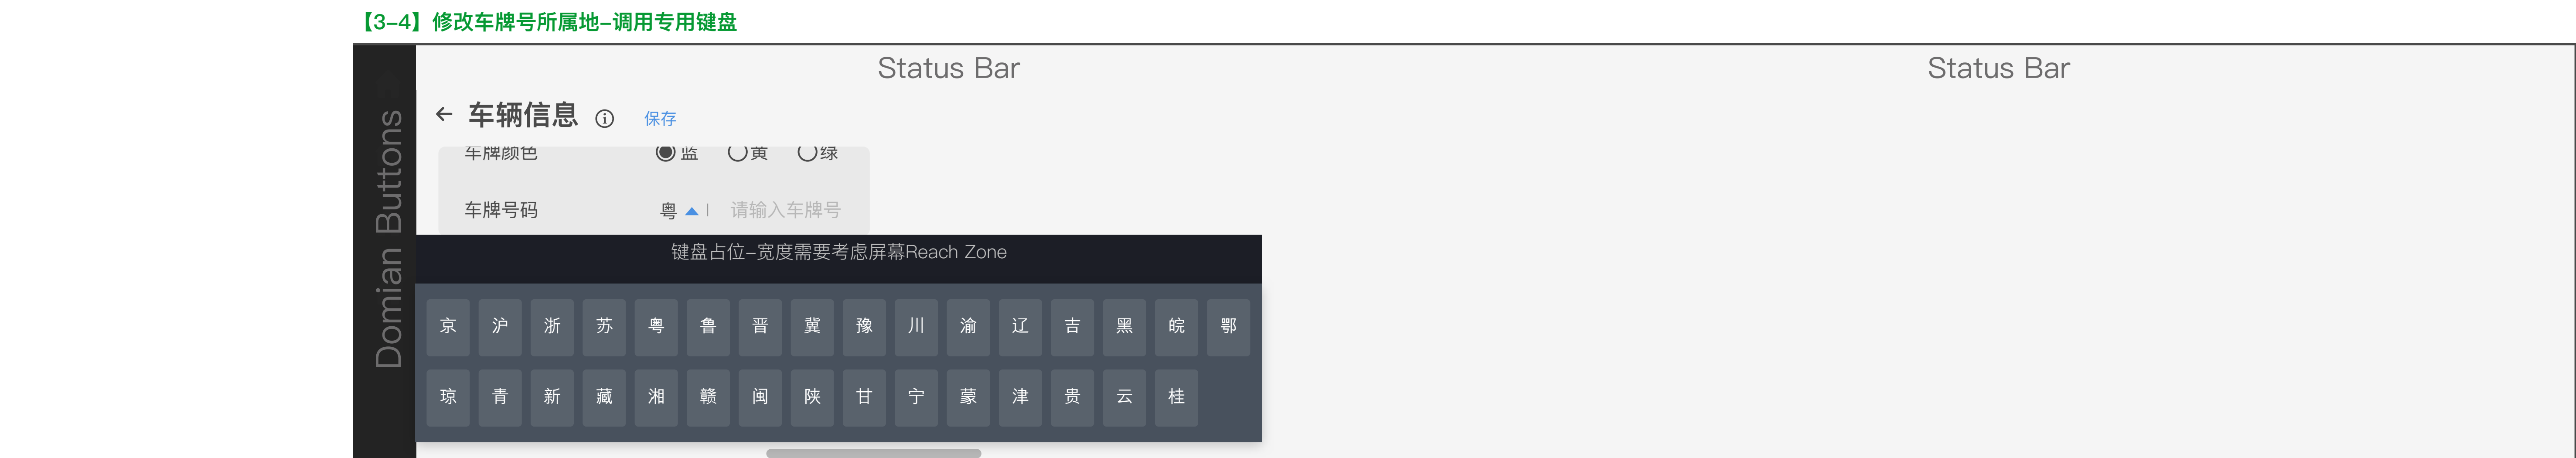 【3-4】修改车牌号所属地-调用专用键盘
Status Bar
Status Bar
Domian Buttons
车辆信息
保存
车牌颜色 蓝 黄 绿
车牌号码 粤 请输入车牌号
键盘占位-宽度需要考虑屏幕Reach Zone
京 沪 浙 苏 粤 鲁 晋 冀 豫 川 渝 辽 吉 黑 皖 鄂
琼 青 新 藏 湘 赣 闽 陕 甘 宁 蒙 津 贵 云 桂